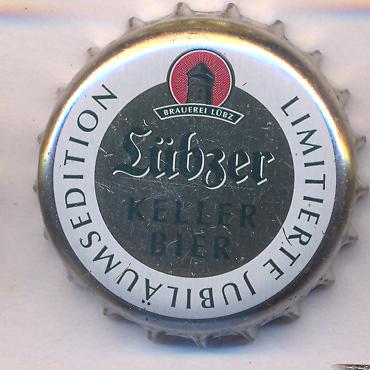 BRAUEREI LÜBZ
Lübzer
KELLER
BIER
LIMITIERTE JUBILÄUMSEDITION